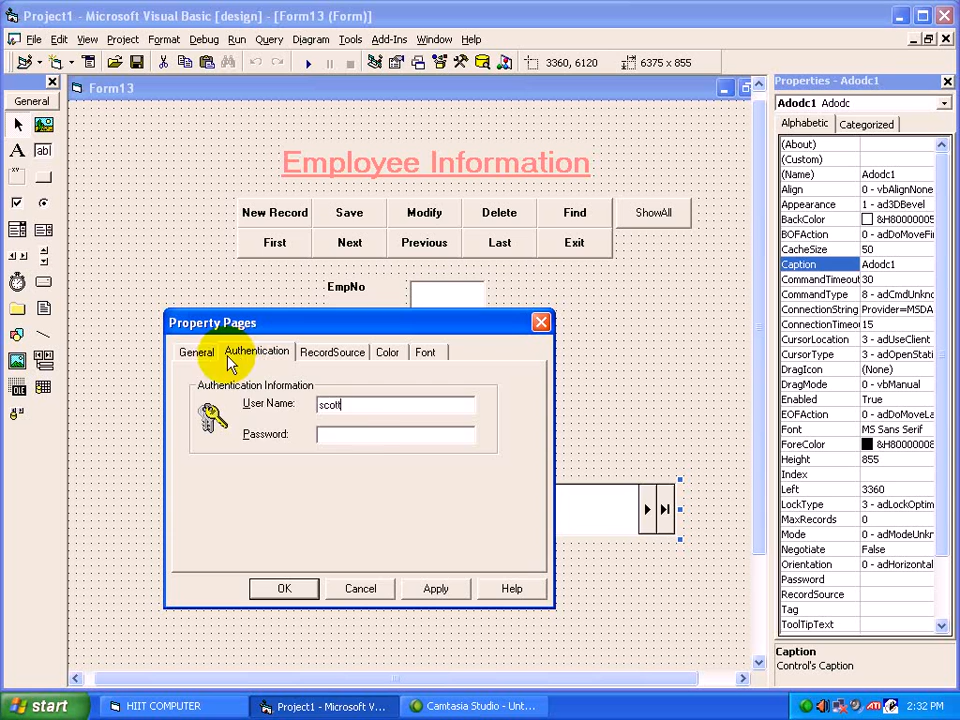 Project1 - Microsoft Visual Basic [design] - [Form13 (Form)]
File Edit View Project Format Debug Run Query Diagram Tools Add-Ins Window Help
3360, 6120 6375 x 855
General
Form13
Employee Information
New Record Save Modify Delete Find ShowAll
First Next Previous Last Exit
EmpNo
Property Pages
General Authentication RecordSource Color Font
Authentication Information
User Name: scott
Password:
OK Cancel Apply Help
Properties - Adodc1
Adodc1 Adodc
Alphabetic Categorized
(About)
(Custom)
(Name) Adodc1
Align 0 - vbAlignNone
Appearance 1 - ad3DBevel
BackColor &H80000005
BOFAction 0 - adDoMoveFir
CacheSize 50
Caption Adodc1
CommandTimeout 30
CommandType 8 - adCmdUnkno
ConnectionString Provider=MSDA
ConnectionTimeo 15
CursorLocation 3 - adUseClient
CursorType 3 - adOpenStatic
DragIcon (None)
DragMode 0 - vbManual
Enabled True
EOFAction 0 - adDoMoveLa
Font MS Sans Serif
ForeColor &H80000008
Height 855
Index
Left 3360
LockType 3 - adLockOptim
MaxRecords 0
Mode 0 - adModeUnkn
Negotiate False
Orientation 0 - adHorizontal
Password
RecordSource
Tag
ToolTipText
Caption
Control's Caption
start HIIT COMPUTER Project1 - Microsoft V... Camtasia Studio - Unt... 2:32 PM